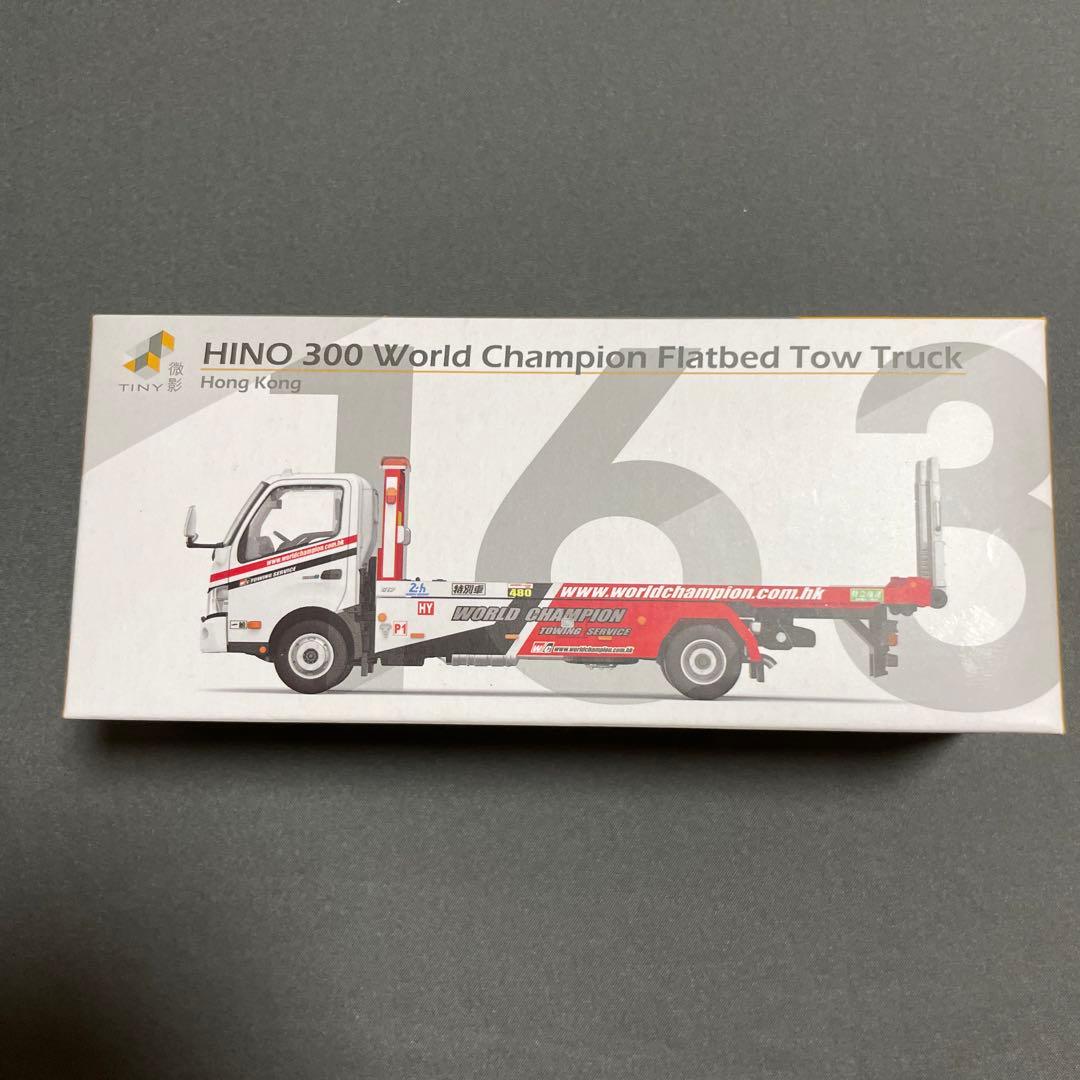 TINY 微影
HINO 300 World Champion Flatbed Tow Truck
Hong Kong
163
www.worldchampion.com.hk
TOWING SERVICE
24h
特別車
480
HY
P1
www.worldchampion.com.hk
WORLD CHAMPION
TOWING SERVICE
www.worldchampion.com.hk